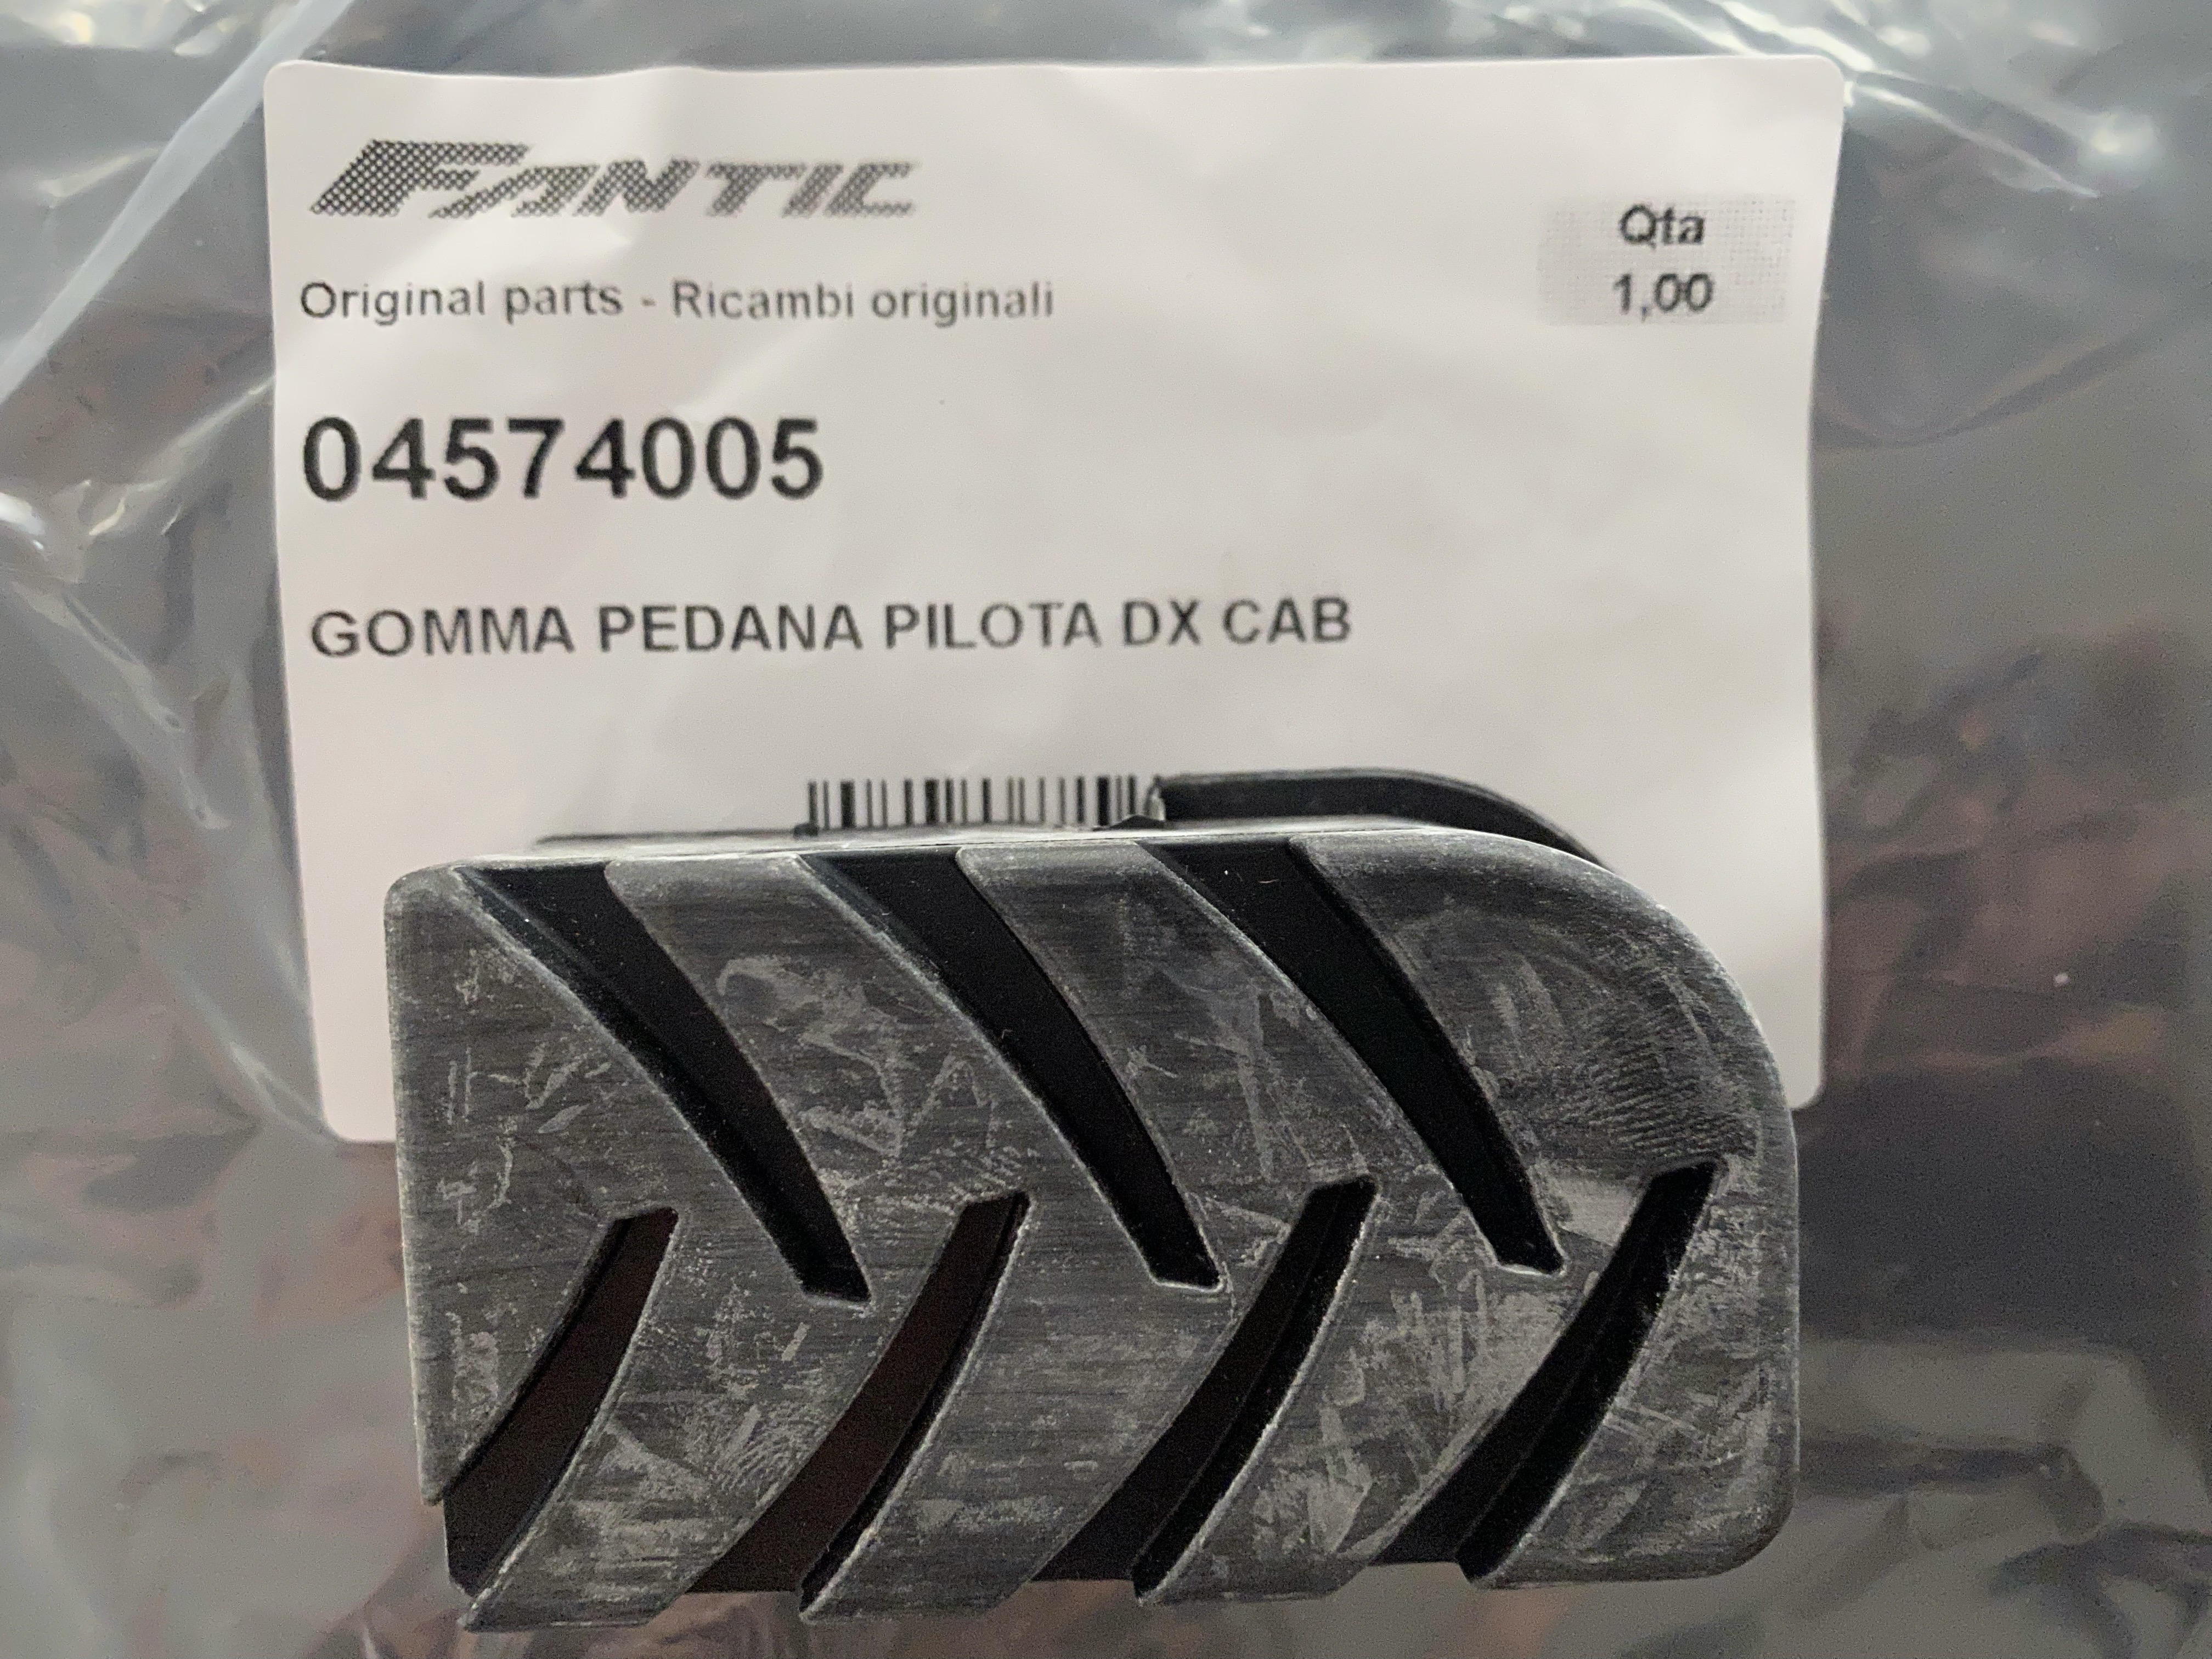 FANTIC
Qta
1,00
Original parts - Ricambi originali
04574005
GOMMA PEDANA PILOTA DX CAB